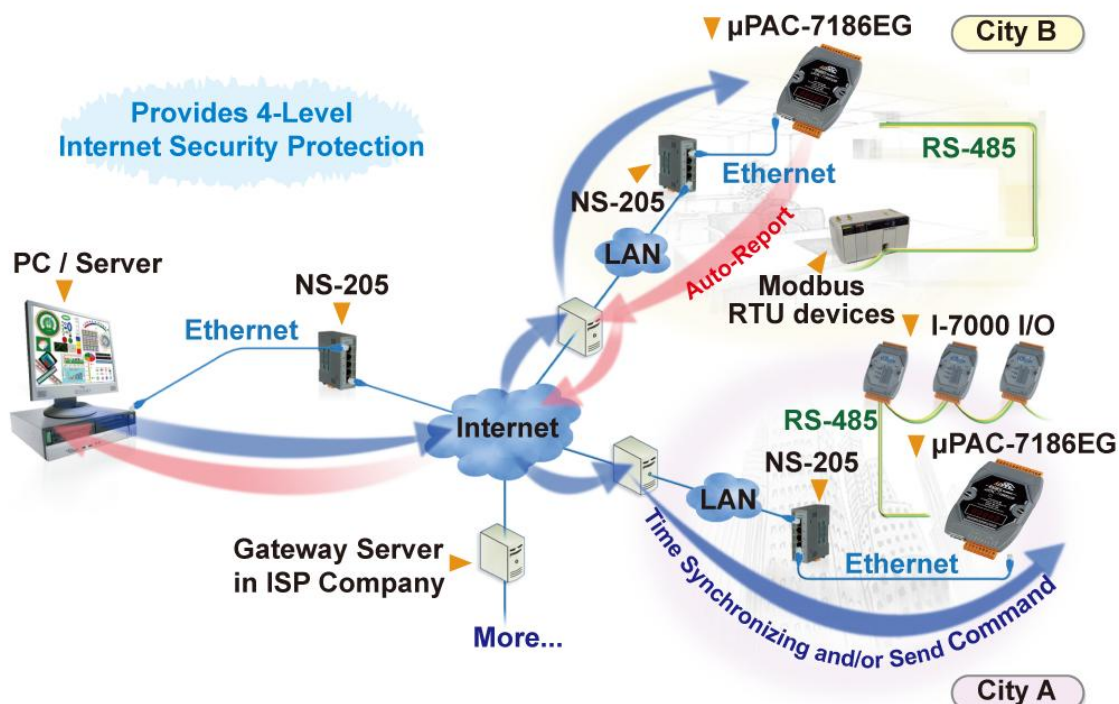 µPAC-7186EG
City B
Provides 4-Level
Internet Security Protection
RS-485
Ethernet
NS-205
LAN
Auto-Report
PC / Server
NS-205
Ethernet
Modbus
RTU devices
I-7000 I/O
Internet
RS-485
µPAC-7186EG
NS-205
LAN
Gateway Server
in ISP Company
Ethernet
Time Synchronizing and/or Send Command
More...
City A